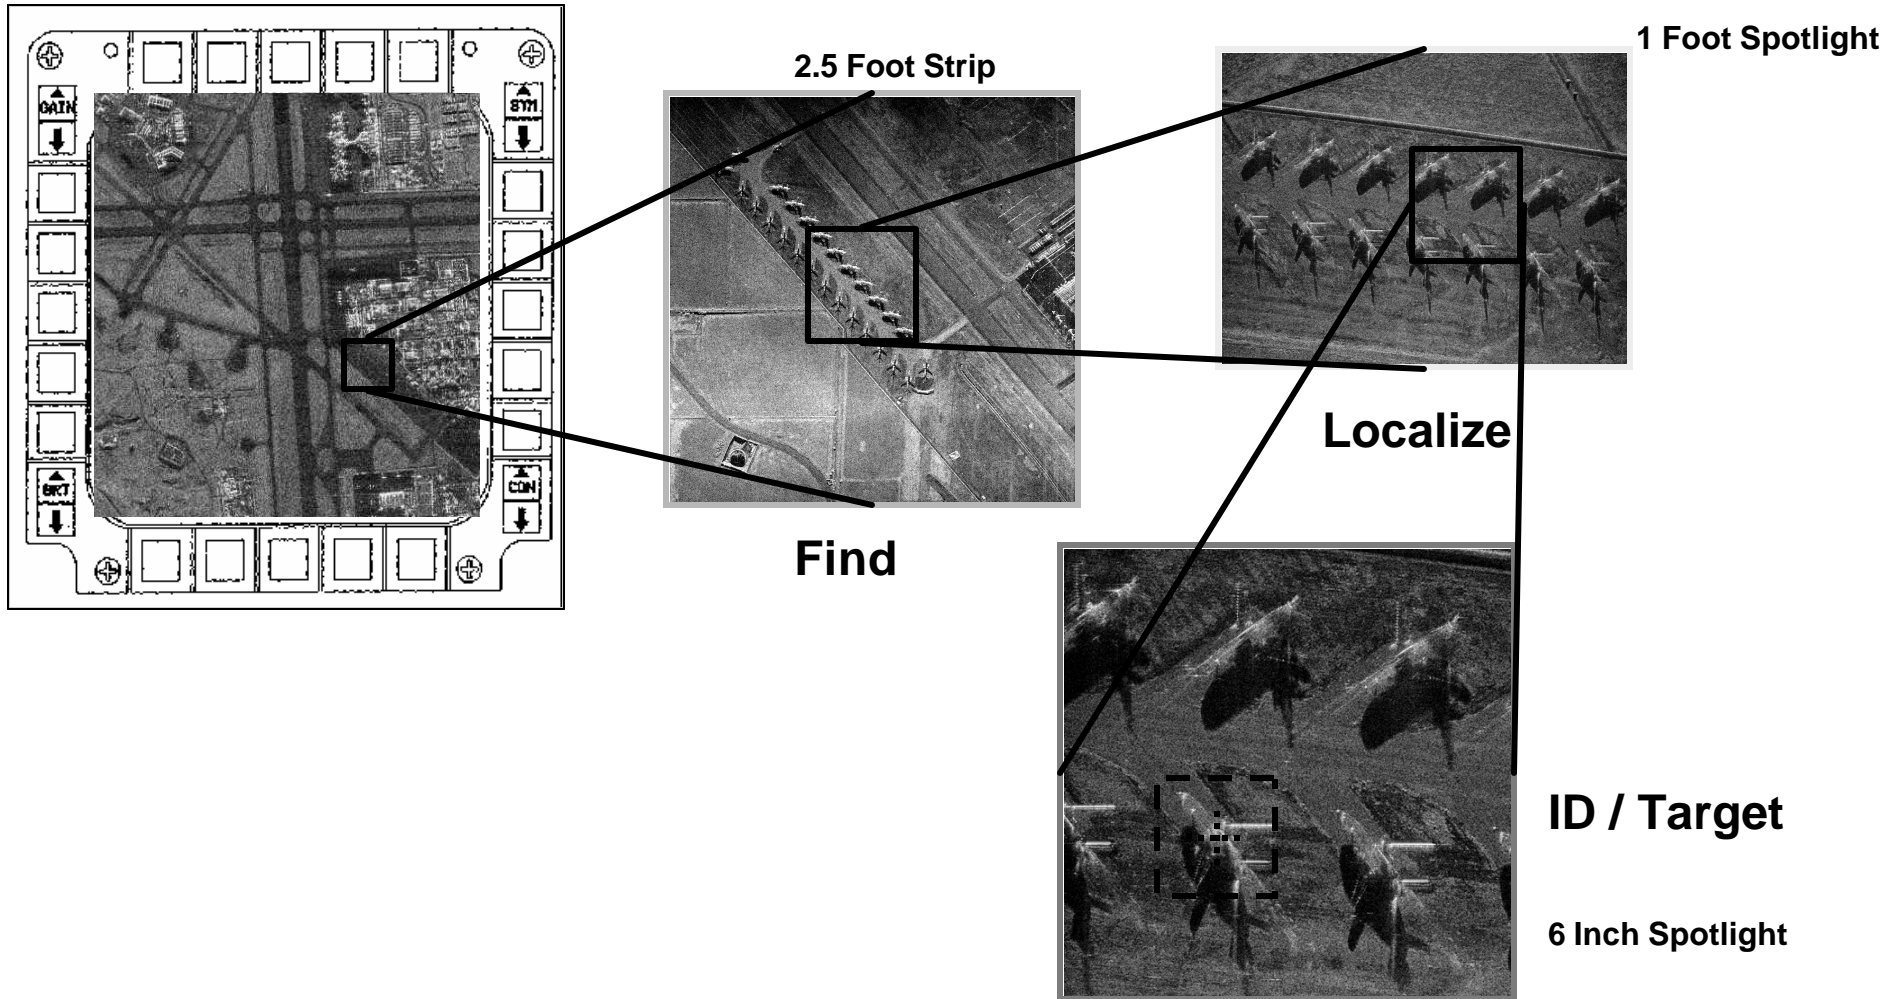 GAIN
SYM
BRT
CON
2.5 Foot Strip
Find
1 Foot Spotlight
Localize
ID / Target
6 Inch Spotlight